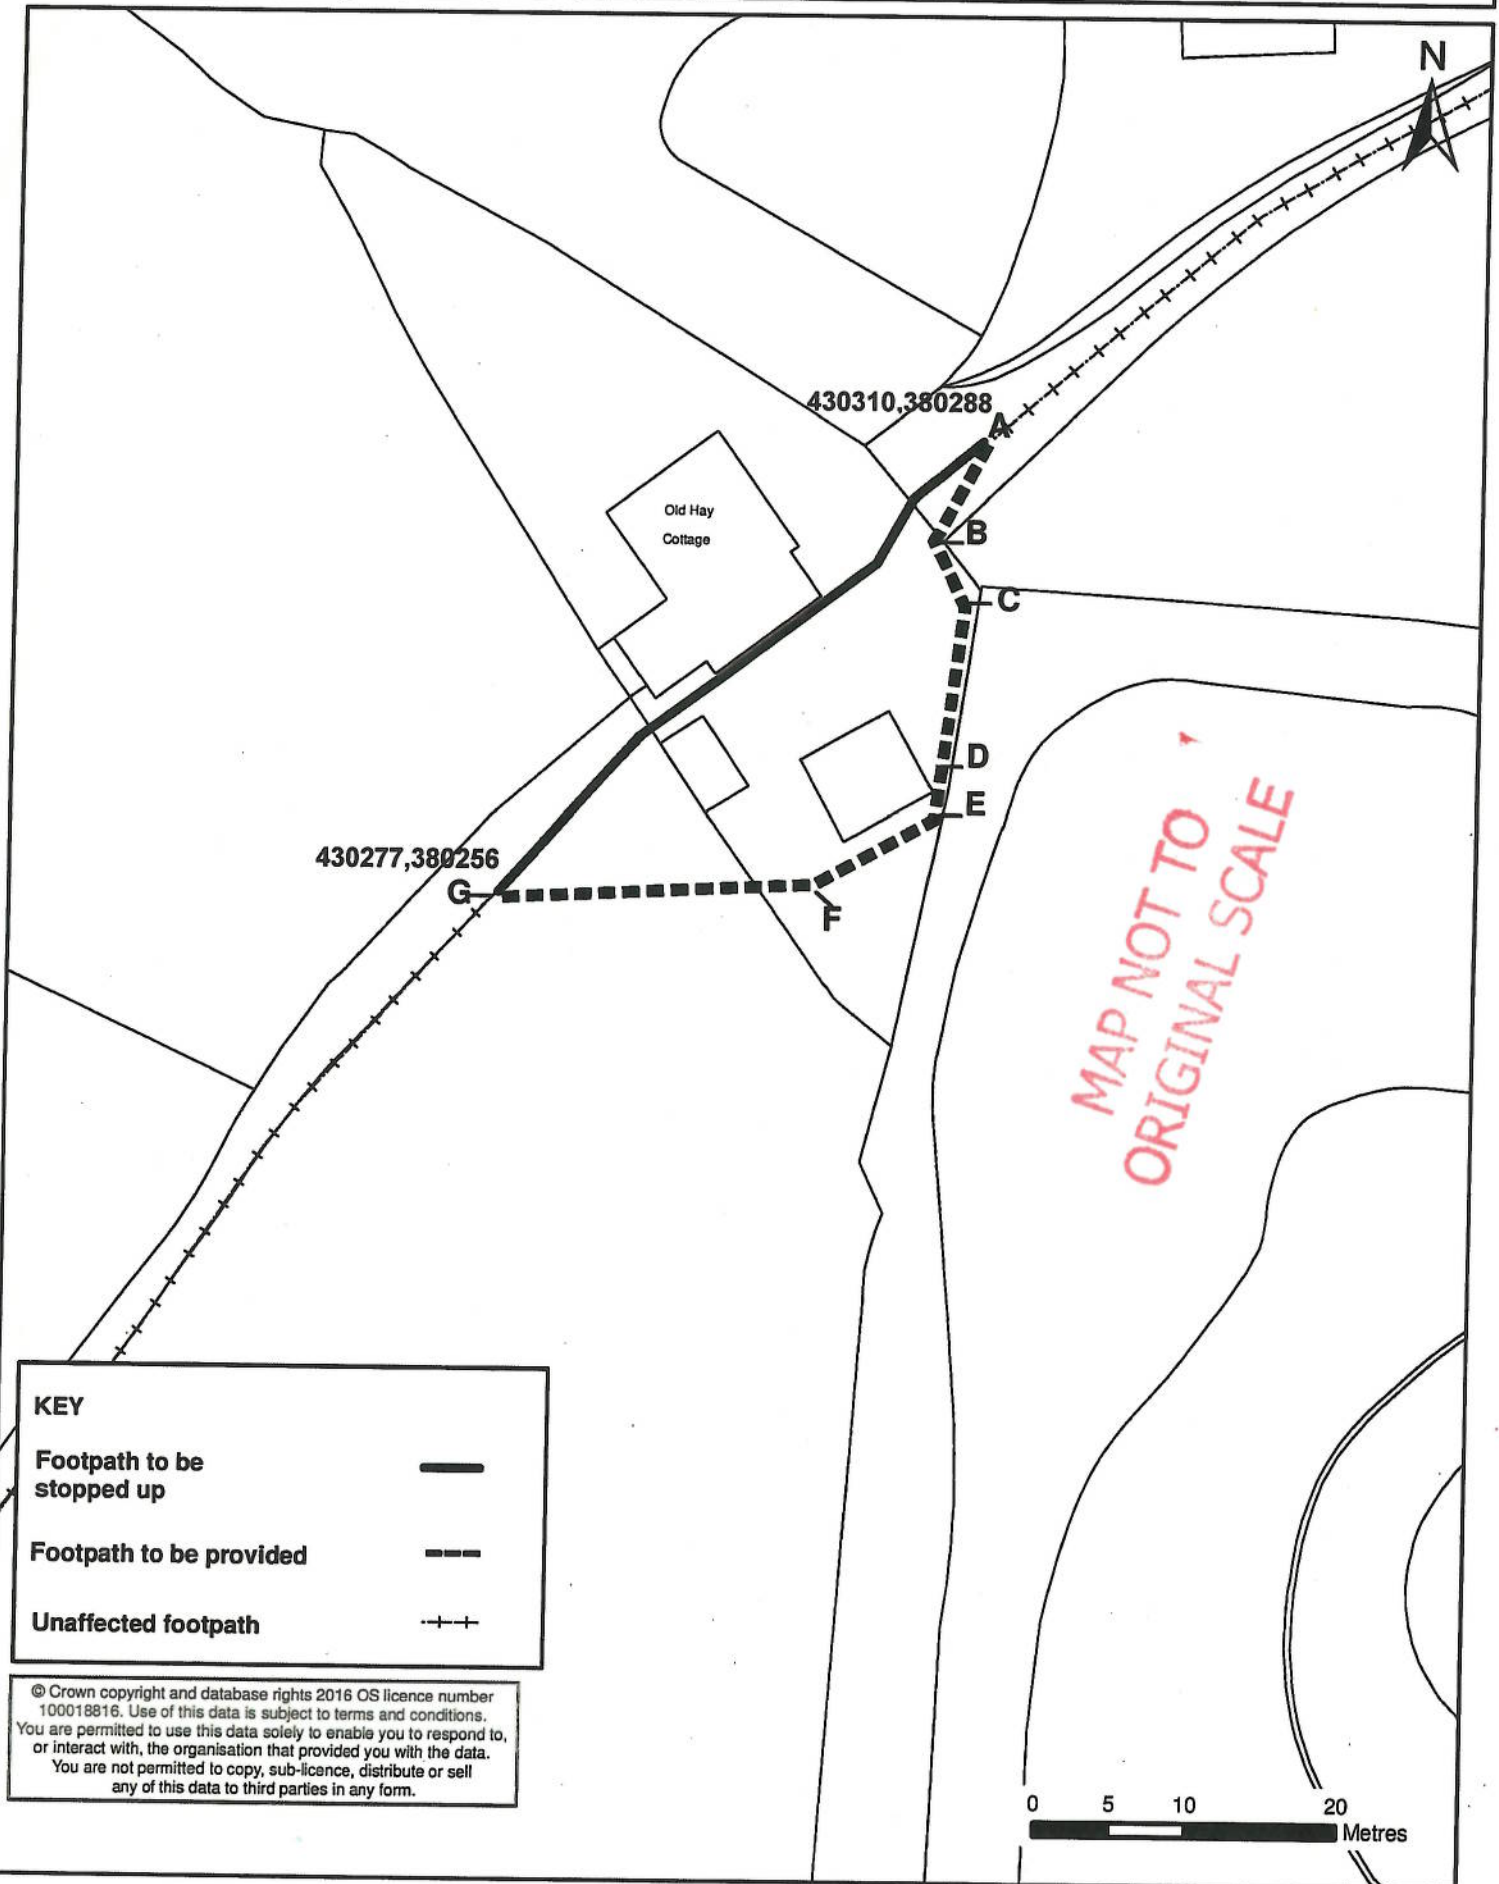 N
430310,380288
A
Old Hay
Cottage
B
C
D
E
430277,380256
G
F
MAP NOT TO
ORIGINAL SCALE
KEY
Footpath to be
stopped up
Footpath to be provided
Unaffected footpath
© Crown copyright and database rights 2016 OS licence number
100018816. Use of this data is subject to terms and conditions.
You are permitted to use this data solely to enable you to respond to,
or interact with, the organisation that provided you with the data.
You are not permitted to copy, sub-licence, distribute or sell
any of this data to third parties in any form.
0 5 10 20
Metres